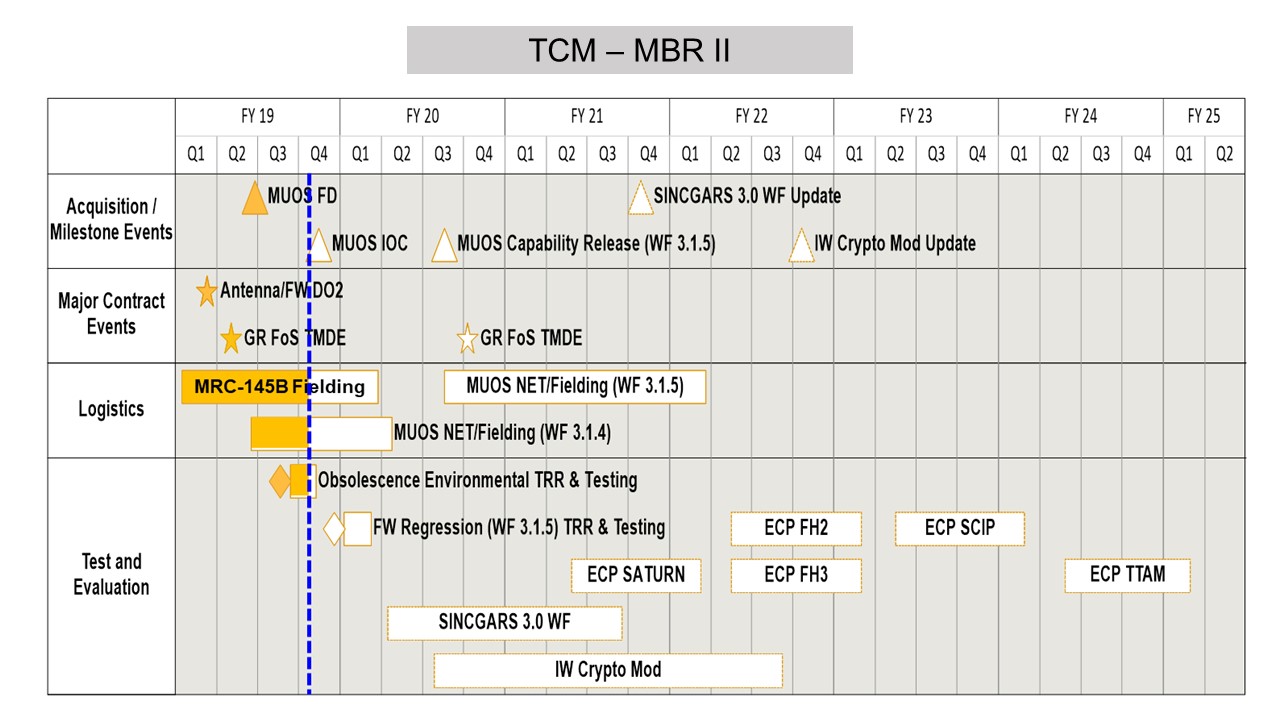 TCM – MBR II
FY 19 FY 20 FY 21 FY 22 FY 23 FY 24 FY 25
Q1 Q2 Q3 Q4 Q1 Q2 Q3 Q4 Q1 Q2 Q3 Q4 Q1 Q2 Q3 Q4 Q1 Q2 Q3 Q4 Q1 Q2 Q3 Q4 Q1 Q2
Acquisition /
Milestone Events
MUOS FD
SINCGARS 3.0 WF Update
MUOS IOC
MUOS Capability Release (WF 3.1.5)
IW Crypto Mod Update
Major Contract
Events
Antenna/FW DO2
GR FoS TMDE
GR FoS TMDE
Logistics
MRC-145B Fielding
MUOS NET/Fielding (WF 3.1.5)
MUOS NET/Fielding (WF 3.1.4)
Test and
Evaluation
Obsolescence Environmental TRR & Testing
FW Regression (WF 3.1.5) TRR & Testing
ECP FH2
ECP SCIP
ECP SATURN
ECP FH3
ECP TTAM
SINCGARS 3.0 WF
IW Crypto Mod